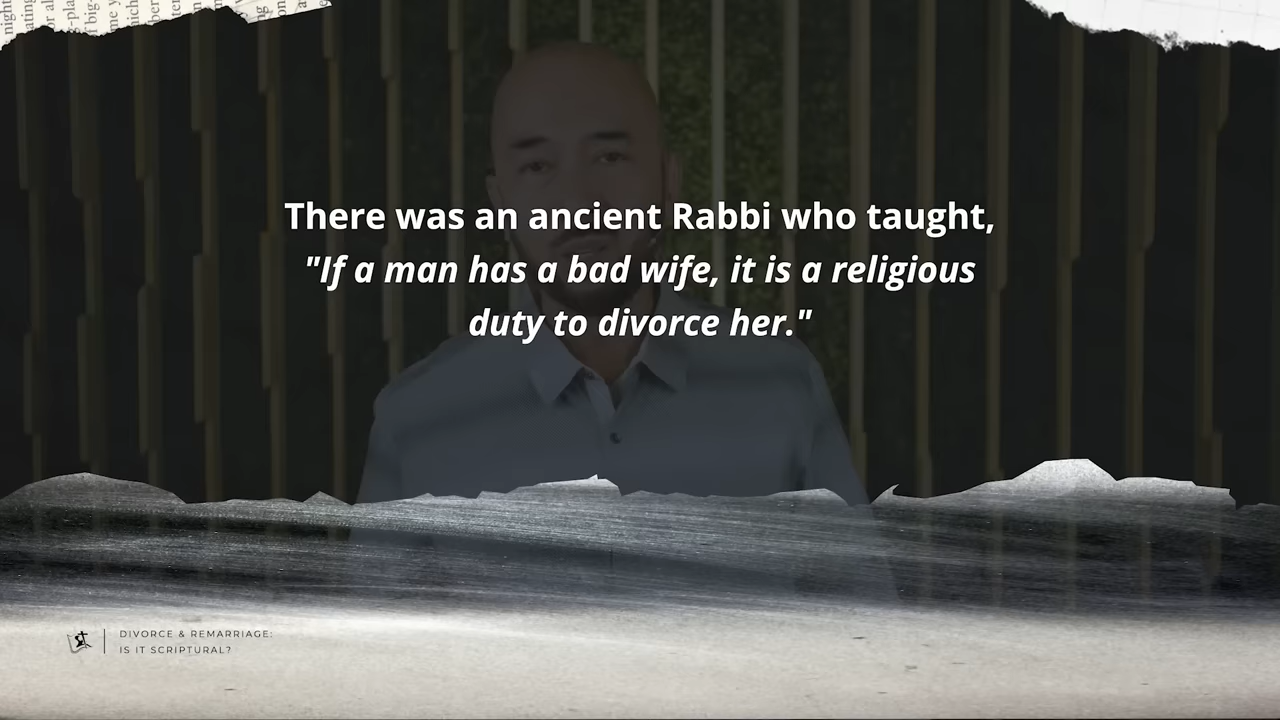 There was an ancient Rabbi who taught,
"If a man has a bad wife, it is a religious
duty to divorce her."
DIVORCE & REMARRIAGE:
IS IT SCRIPTURAL?